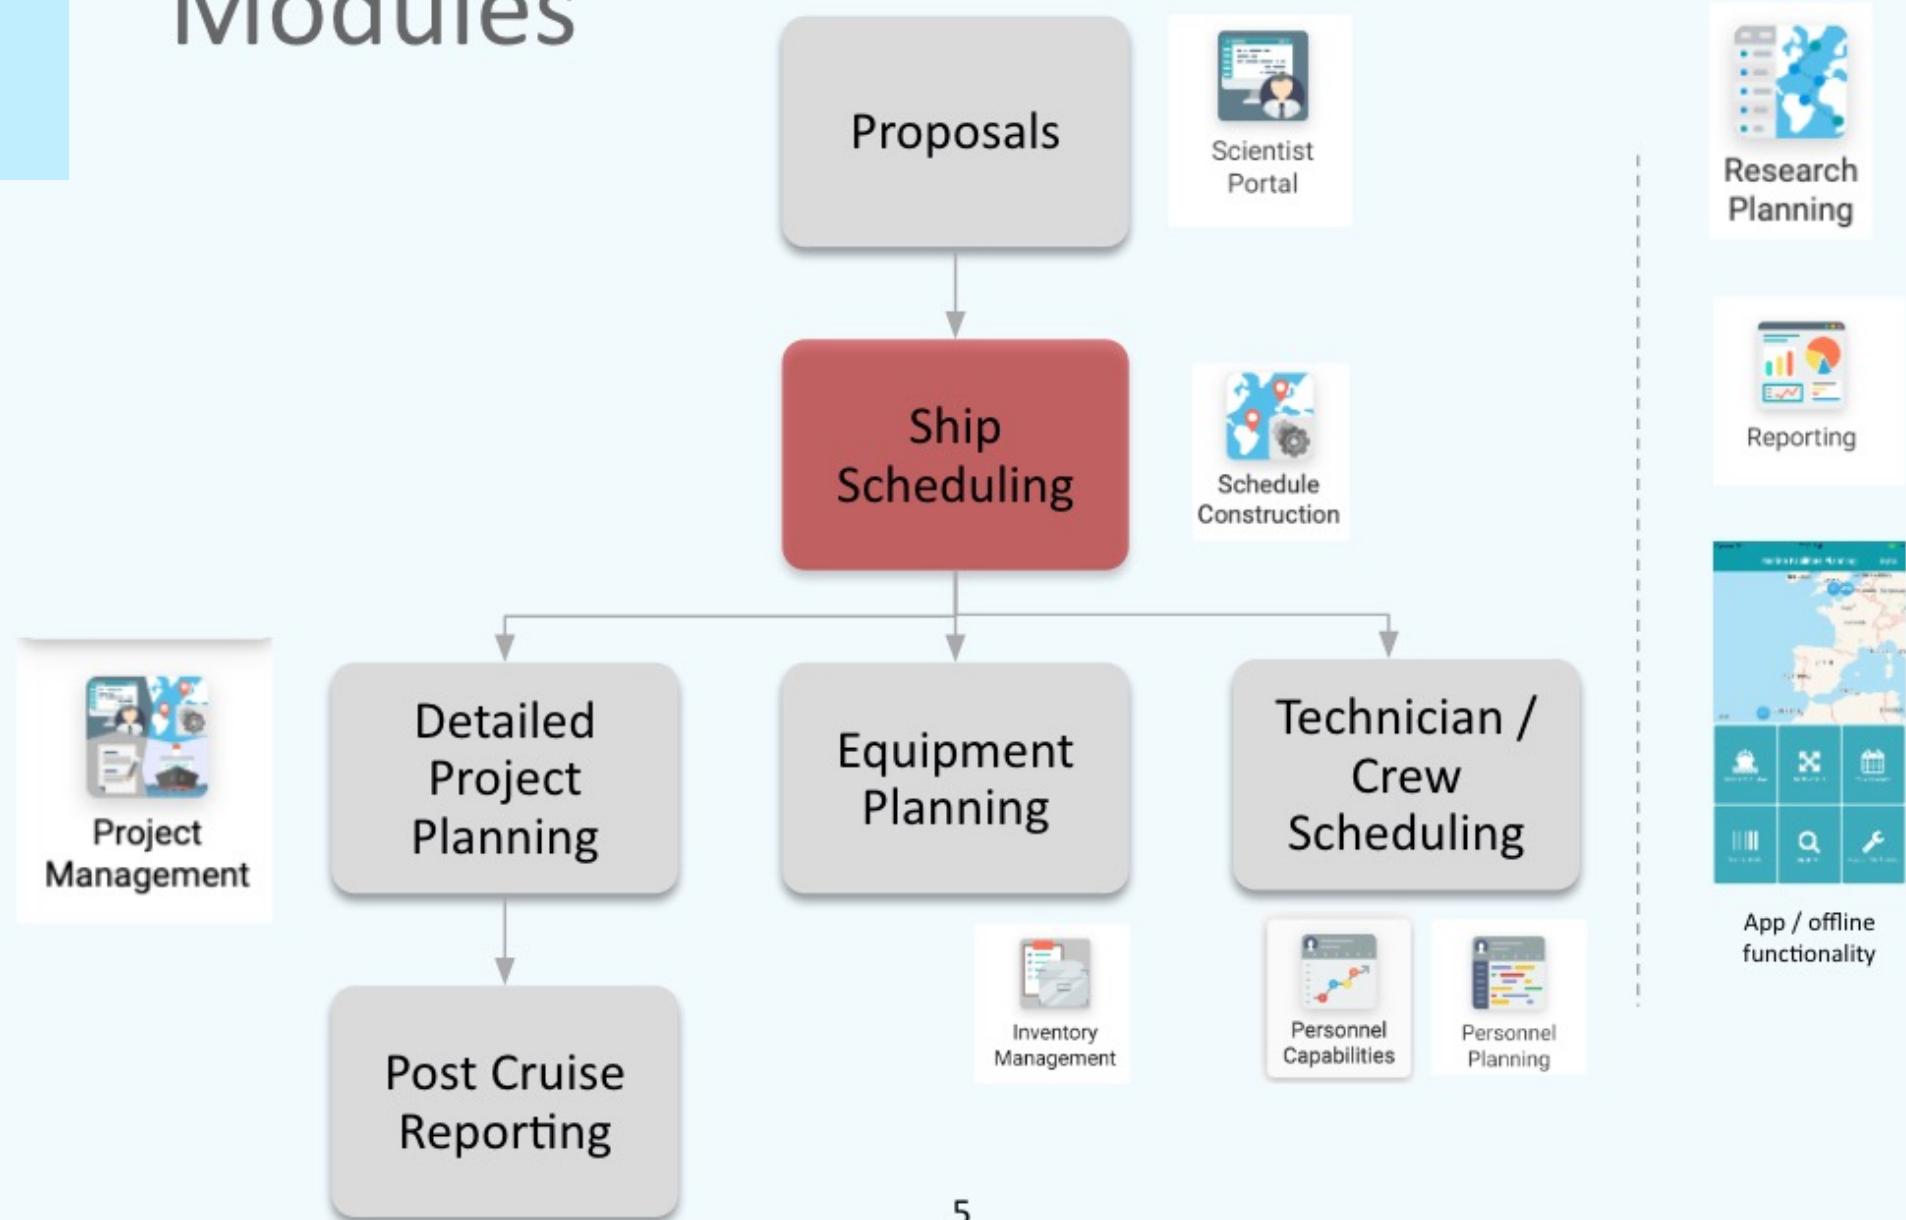 Modules
Proposals
Scientist
Portal
Research
Planning
Ship
Scheduling
Schedule
Construction
Reporting
Project
Management
Detailed
Project
Planning
Equipment
Planning
Technician /
Crew
Scheduling
App / offline
functionality
Inventory
Management
Personnel
Capabilities
Personnel
Planning
Post Cruise
Reporting
5